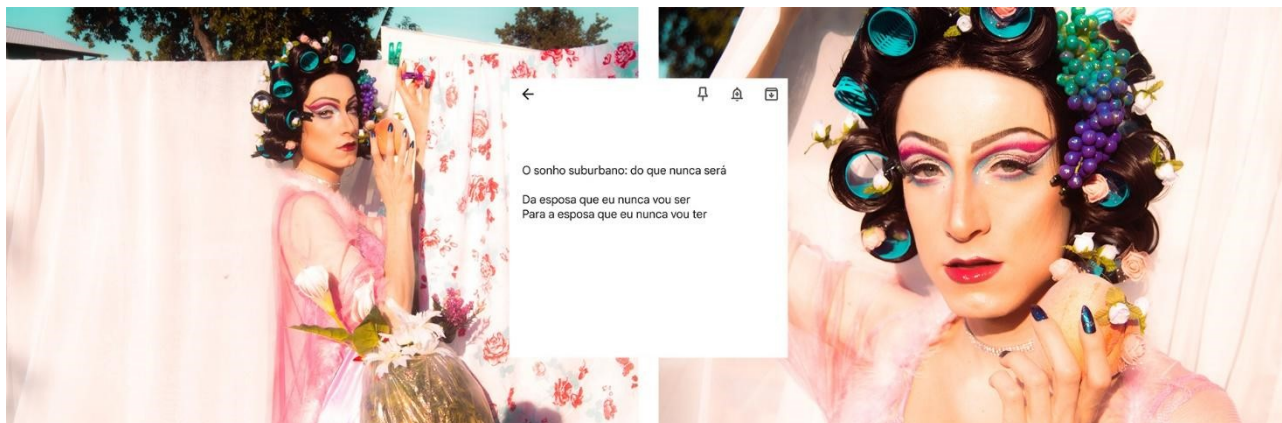 O sonho suburbano: do que nunca será
Da esposa que eu nunca vou ser
Para a esposa que eu nunca vou ter